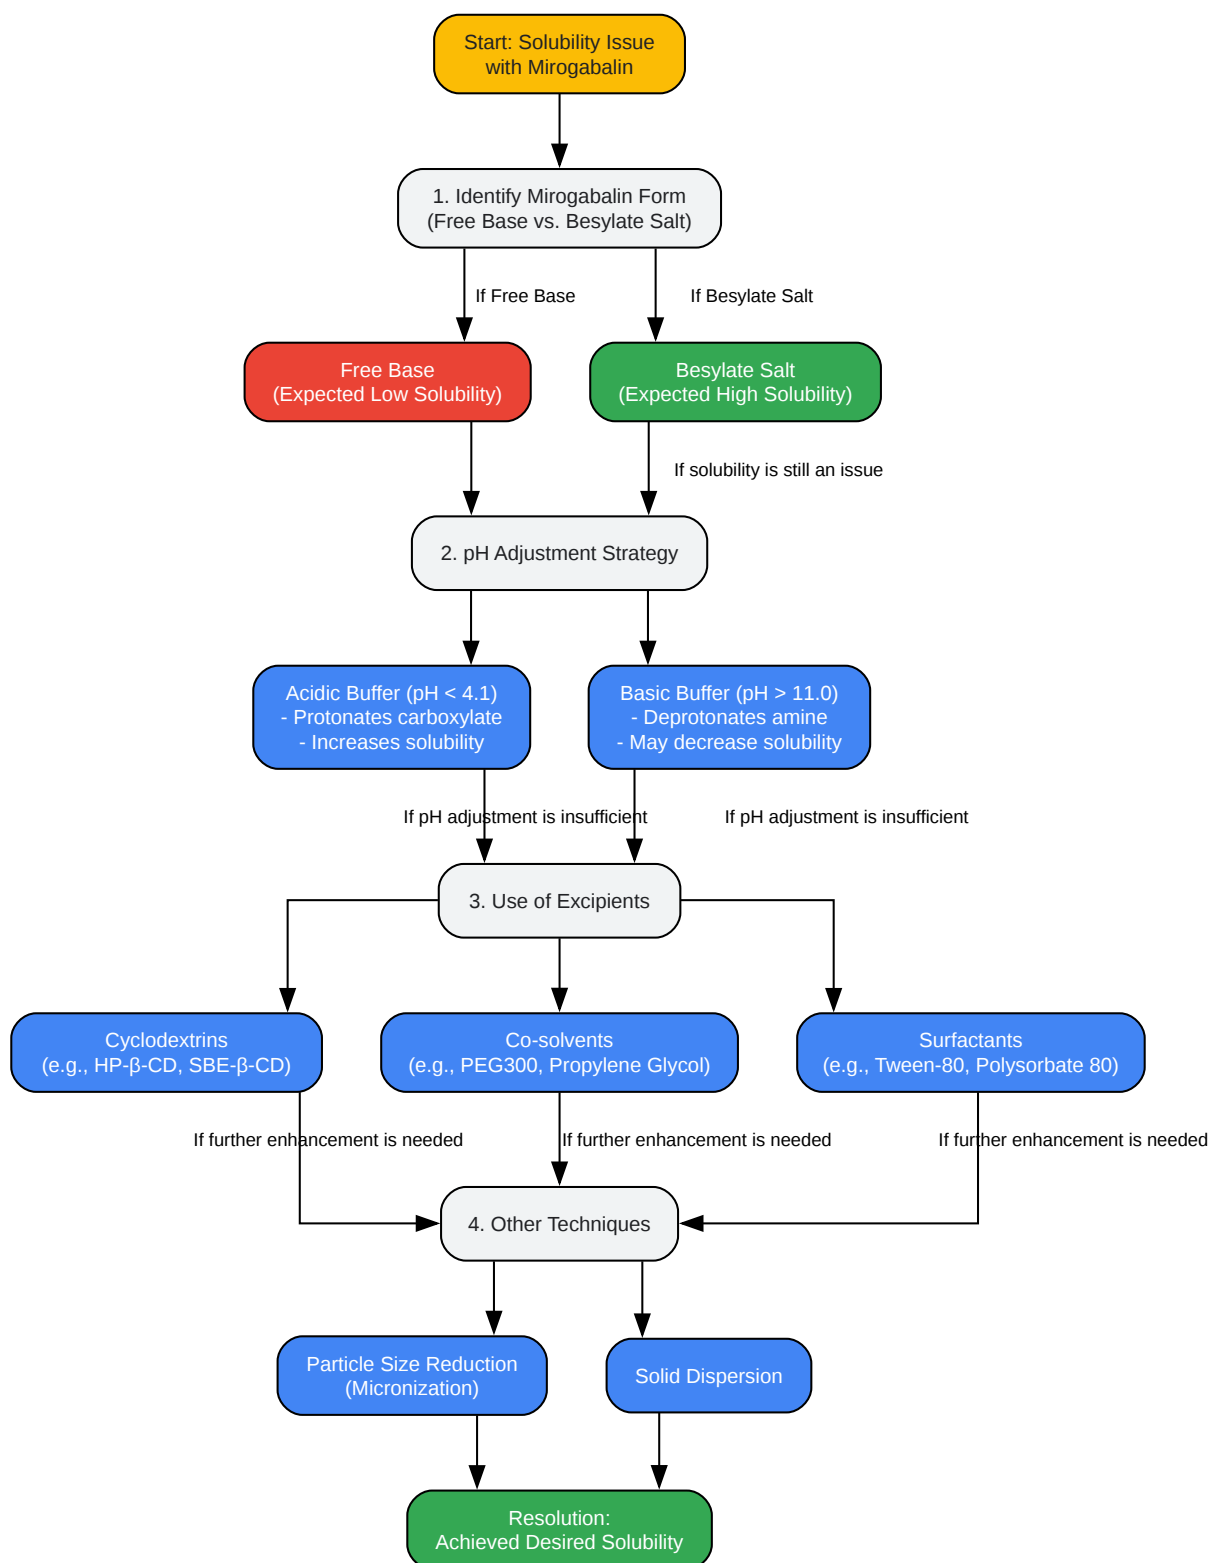 Start: Solubility Issue
with Mirogabalin
1. Identify Mirogabalin Form
(Free Base vs. Besylate Salt)
If Free Base
If Besylate Salt
Free Base
(Expected Low Solubility)
Besylate Salt
(Expected High Solubility)
If solubility is still an issue
2. pH Adjustment Strategy
Acidic Buffer (pH < 4.1)
- Protonates carboxylate
- Increases solubility
Basic Buffer (pH > 11.0)
- Deprotonates amine
- May decrease solubility
If pH adjustment is insufficient
If pH adjustment is insufficient
3. Use of Excipients
Cyclodextrins
(e.g., HP-β-CD, SBE-β-CD)
Co-solvents
(e.g., PEG300, Propylene Glycol)
Surfactants
(e.g., Tween-80, Polysorbate 80)
If further enhancement is needed
If further enhancement is needed
If further enhancement is needed
4. Other Techniques
Particle Size Reduction
(Micronization)
Solid Dispersion
Resolution:
Achieved Desired Solubility